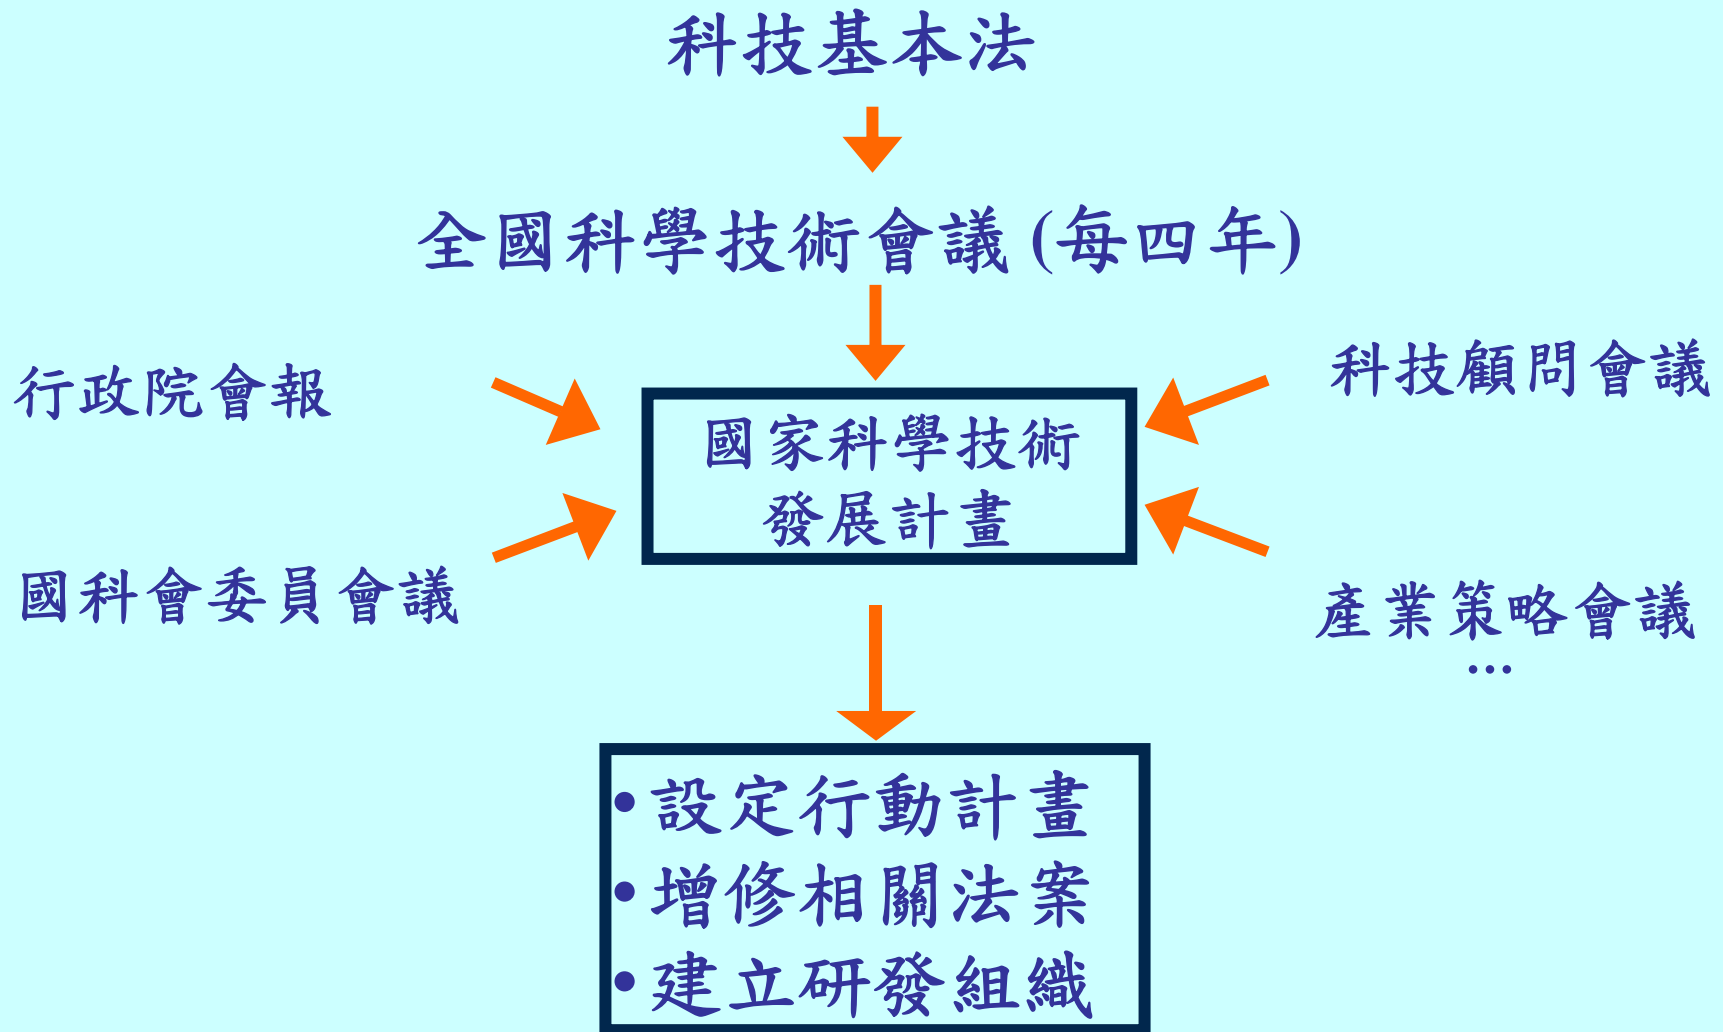 科技基本法
全國科學技術會議 (每四年)
行政院會報
科技顧問會議
國家科學技術
發展計畫
國科會委員會議
產業策略會議
...
•設定行動計畫
•增修相關法案
•建立研發組織